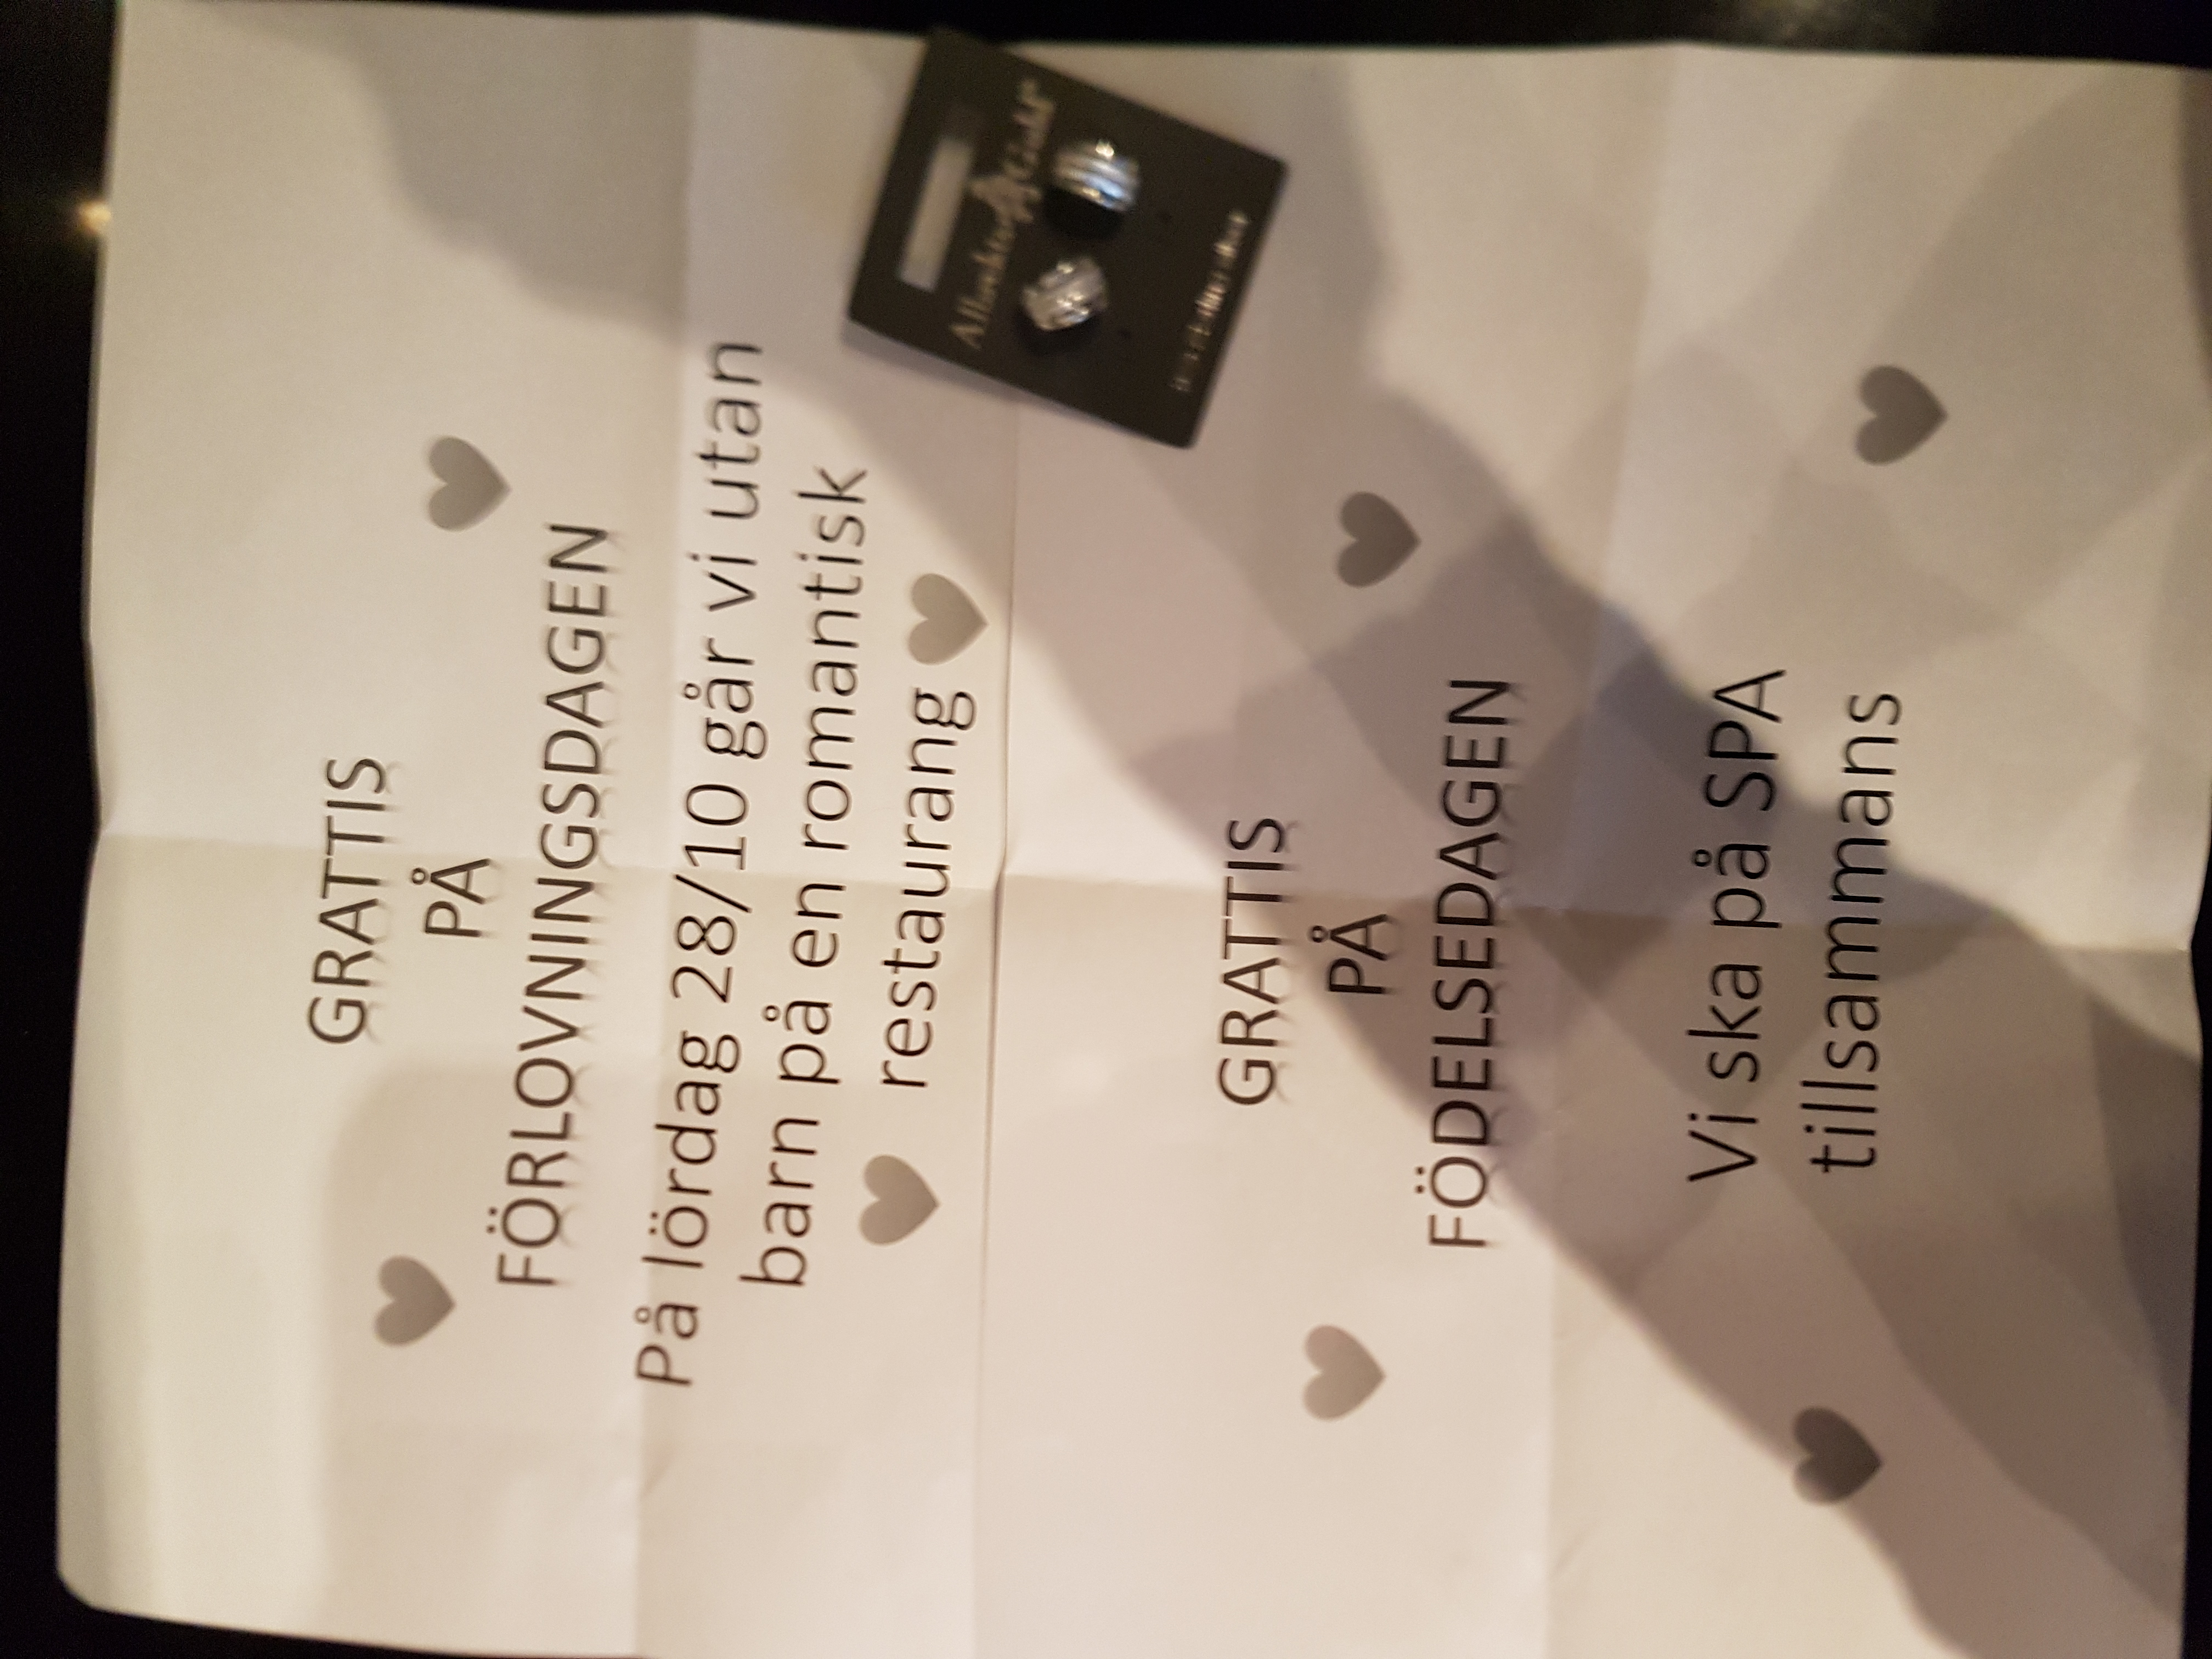 GRATTIS
PÅ
FÖRLOVNINGSDAGEN
På lördag 28/10 går vi utan
barn på en romantisk
restaurang
GRATTIS
PÅ
FÖDELSEDAGEN
Vi ska på SPA
tillsammans